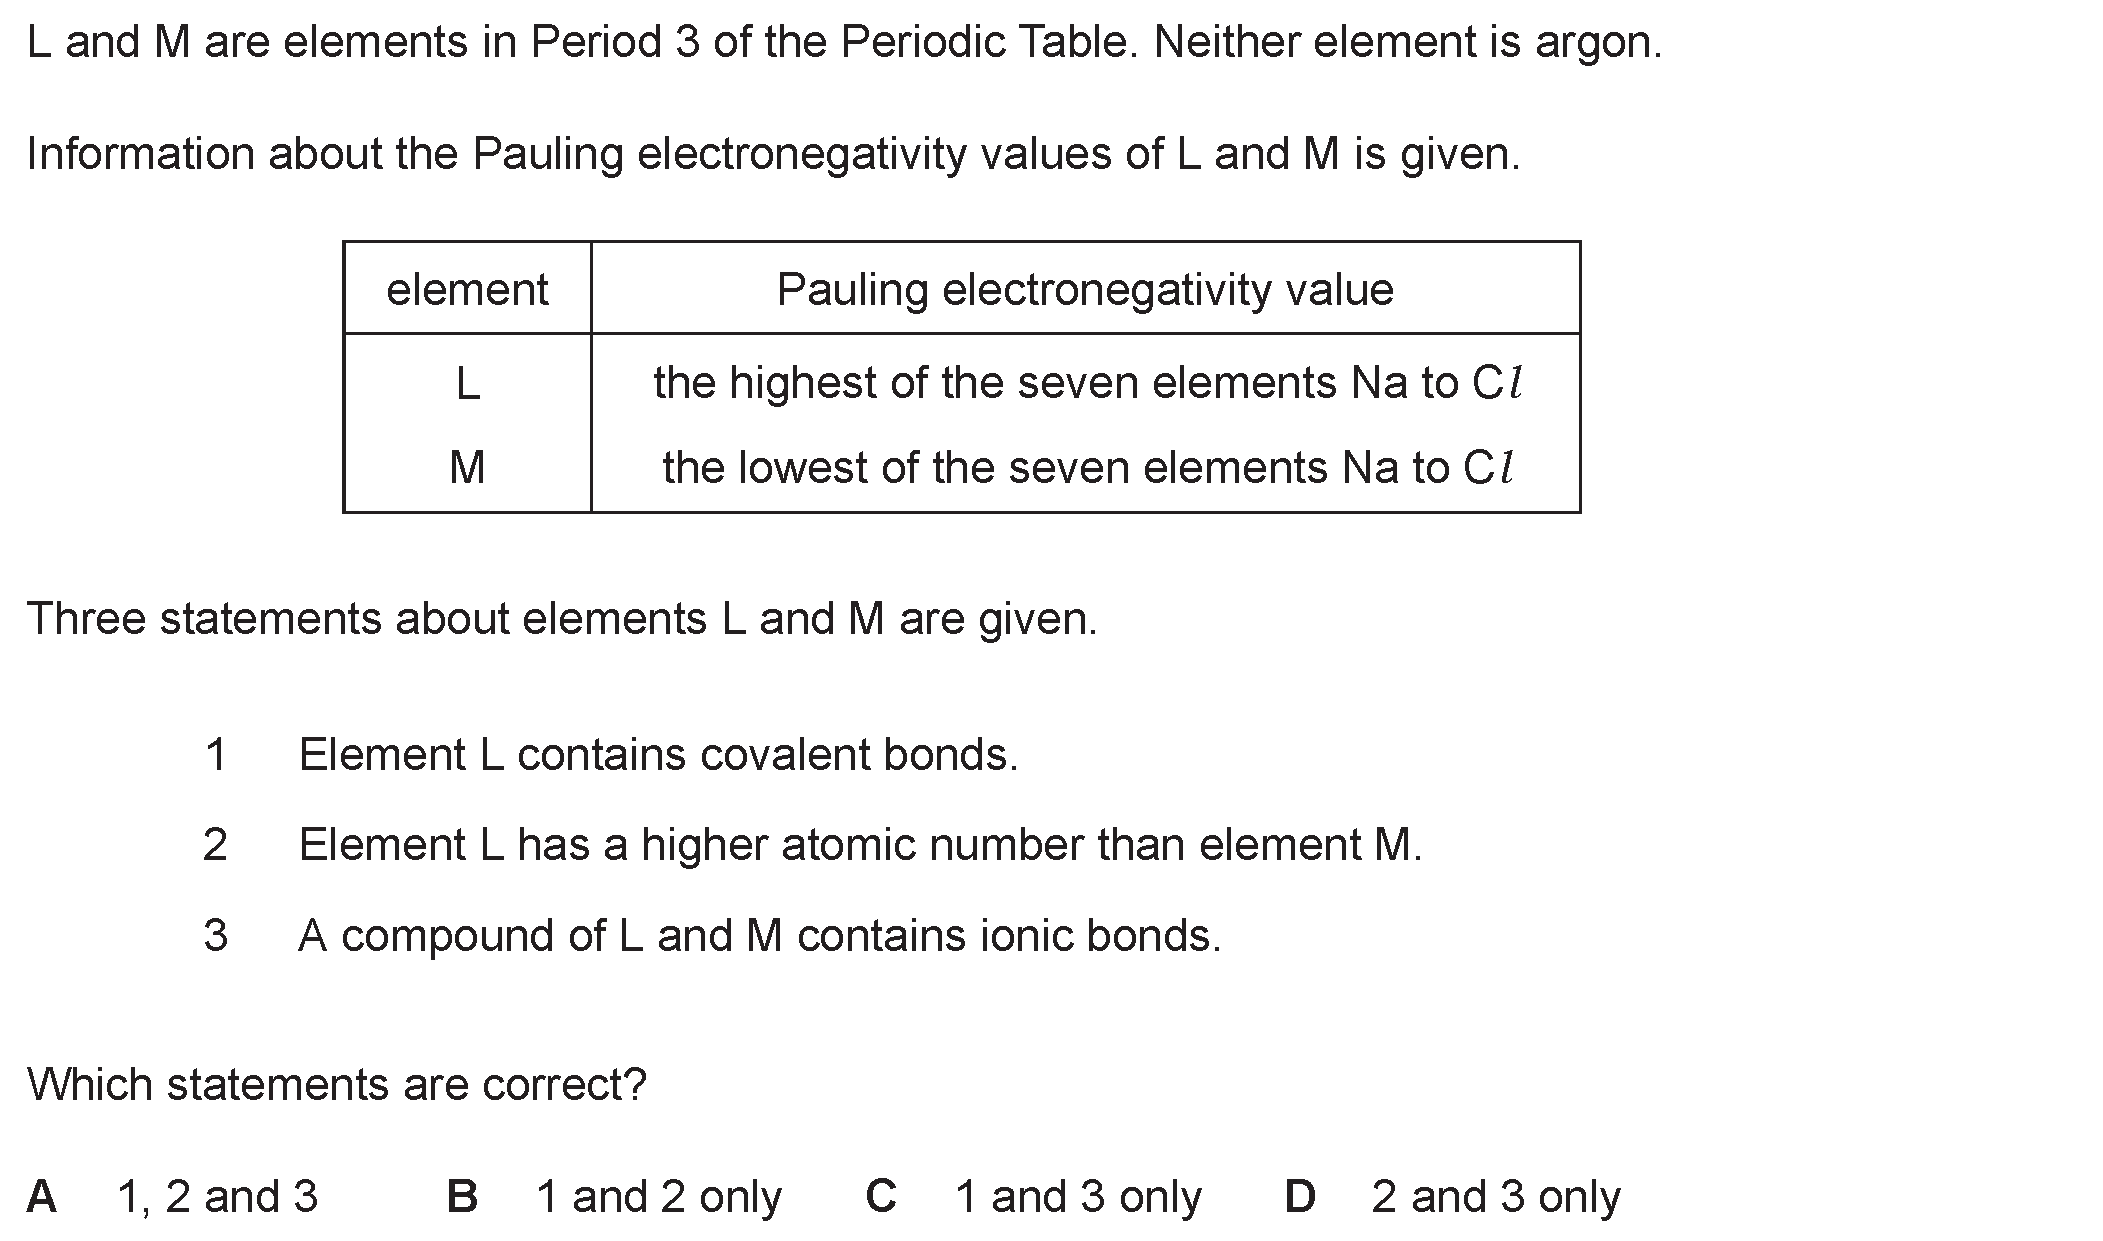 L and M are elements in Period 3 of the Periodic Table. Neither element is argon.
Information about the Pauling electronegativity values of L and M is given.
element Pauling electronegativity value
L the highest of the seven elements Na to Cl
M the lowest of the seven elements Na to Cl
Three statements about elements L and M are given.
1 Element L contains covalent bonds.
2 Element L has a higher atomic number than element M.
3 A compound of L and M contains ionic bonds.
Which statements are correct?
A 1, 2 and 3 B 1 and 2 only C 1 and 3 only D 2 and 3 only